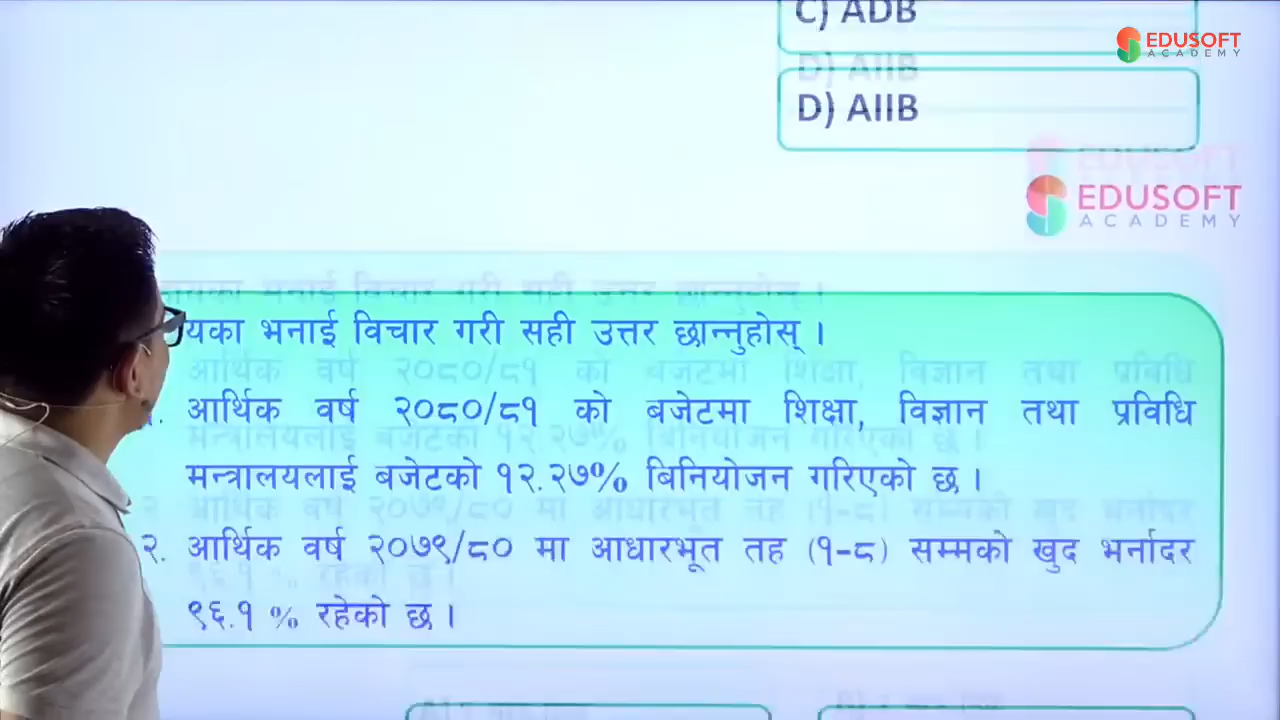 C) ADB
EDUSOFT
ACADEMY
D) AIIB
EDUSOFT
ACADEMY
भनाई विचार गरी सही उत्तर छान्नुहोस् ।
आर्थिक वर्ष २०८०/८१ को बजेटमा शिक्षा, विज्ञान तथा प्रविधि
मन्त्रालयलाई बजेटको १२.२७% बिनियोजन गरिएको छ ।
२. आर्थिक वर्ष २०७९/८० मा आधारभूत तह (१-८) सम्मको खुद भर्नादर
९६.१ % रहेको छ ।